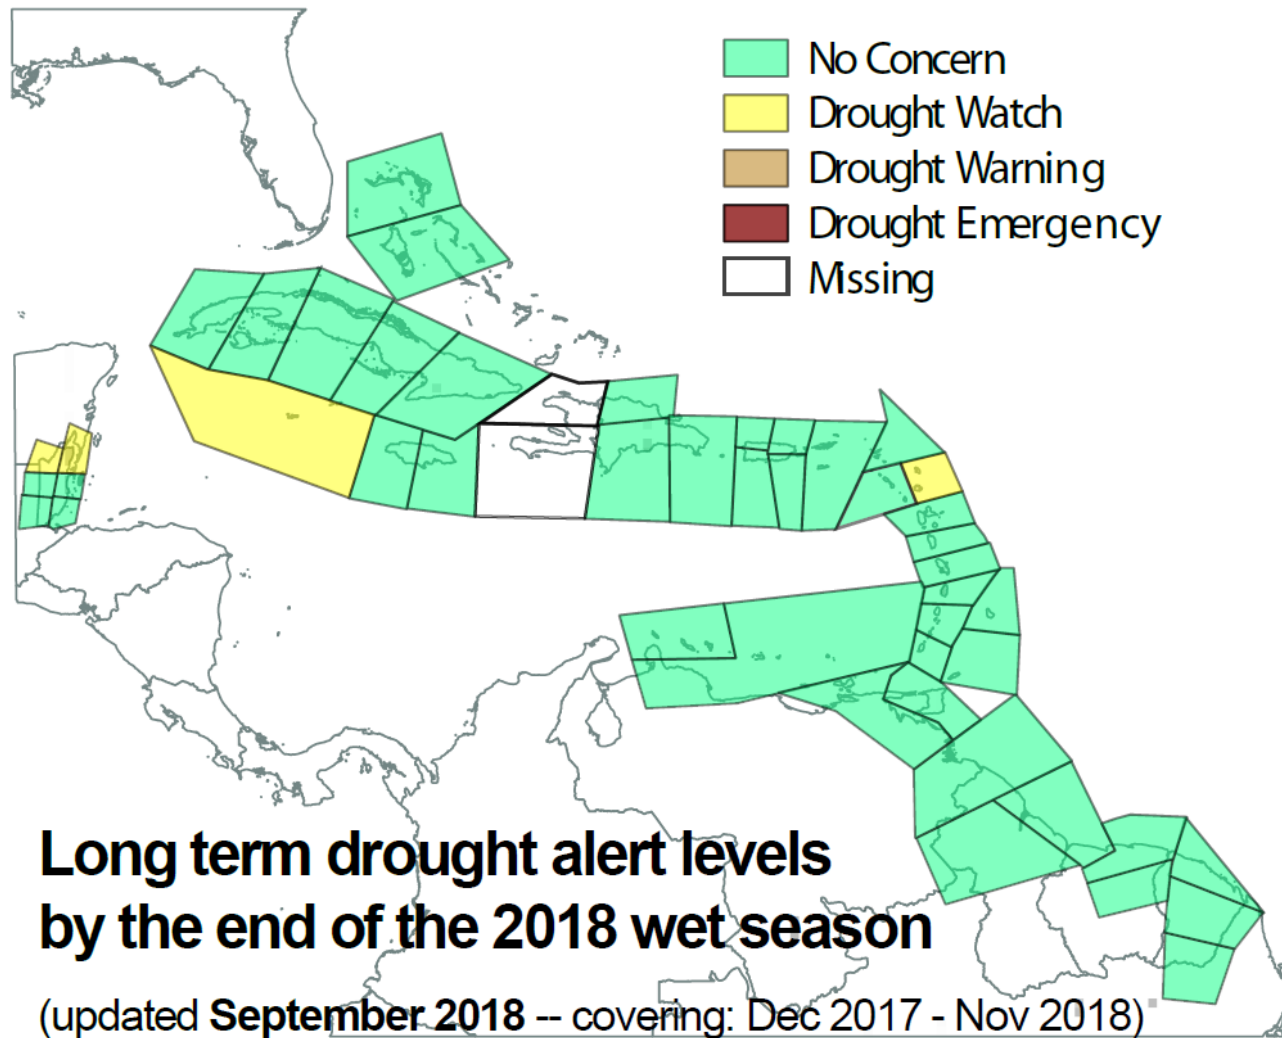 No Concern
Drought Watch
Drought Warning
Drought Emergency
Missing
Long term drought alert levels
by the end of the 2018 wet season
(updated September 2018 -- covering: Dec 2017 - Nov 2018)